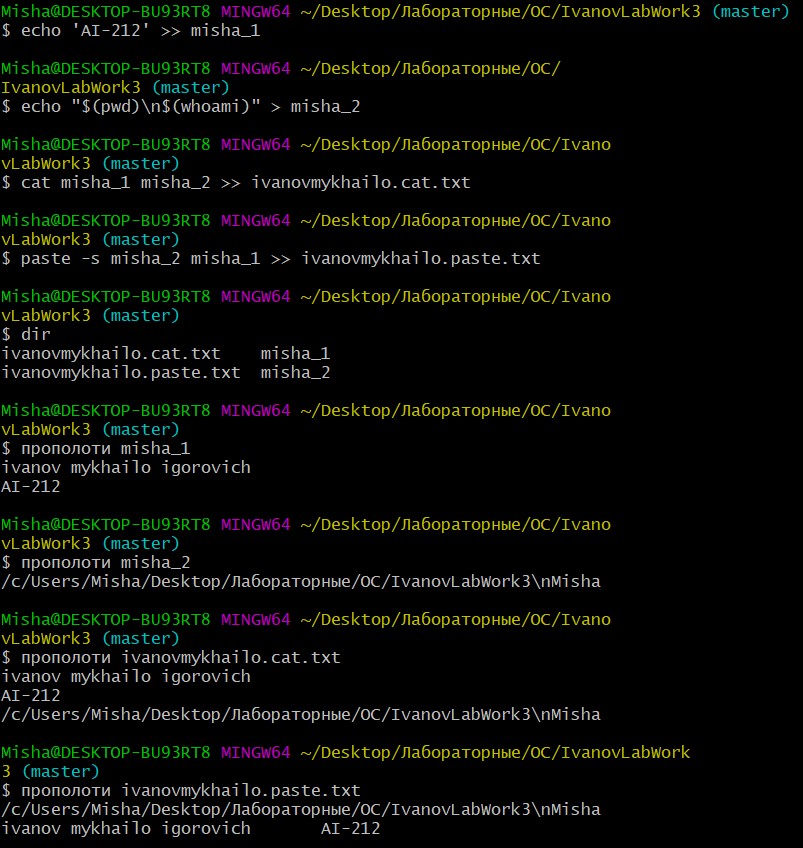 Misha@DESKTOP-BU93RT8 MINGW64 ~/Desktop/Лабораторные/ОС/IvanovLabWork3 (master)
$ echo 'AI-212' >> misha_1
Misha@DESKTOP-BU93RT8 MINGW64 ~/Desktop/Лабораторные/ОС/
IvanovLabWork3 (master)
$ echo "$(pwd)\n$(whoami)" > misha_2
Misha@DESKTOP-BU93RT8 MINGW64 ~/Desktop/Лабораторные/ОС/Ivano
vLabWork3 (master)
$ cat misha_1 misha_2 >> ivanovmykhailo.cat.txt
Misha@DESKTOP-BU93RT8 MINGW64 ~/Desktop/Лабораторные/ОС/Ivano
vLabWork3 (master)
$ paste -s misha_2 misha_1 >> ivanovmykhailo.paste.txt
Misha@DESKTOP-BU93RT8 MINGW64 ~/Desktop/Лабораторные/ОС/Ivano
vLabWork3 (master)
$ dir
ivanovmykhailo.cat.txt    misha_1
ivanovmykhailo.paste.txt  misha_2
Misha@DESKTOP-BU93RT8 MINGW64 ~/Desktop/Лабораторные/ОС/Ivano
vLabWork3 (master)
$ прополоти misha_1
ivanov mykhailo igorovich
AI-212
Misha@DESKTOP-BU93RT8 MINGW64 ~/Desktop/Лабораторные/ОС/Ivano
vLabWork3 (master)
$ прополоти misha_2
/c/Users/Misha/Desktop/Лабораторные/ОС/IvanovLabWork3\nMisha
Misha@DESKTOP-BU93RT8 MINGW64 ~/Desktop/Лабораторные/ОС/Ivano
vLabWork3 (master)
$ прополоти ivanovmykhailo.cat.txt
ivanov mykhailo igorovich
AI-212
/c/Users/Misha/Desktop/Лабораторные/ОС/IvanovLabWork3\nMisha
Misha@DESKTOP-BU93RT8 MINGW64 ~/Desktop/Лабораторные/ОС/IvanovLabWork
3 (master)
$ прополоти ivanovmykhailo.paste.txt
/c/Users/Misha/Desktop/Лабораторные/ОС/IvanovLabWork3\nMisha
ivanov mykhailo igorovich       AI-212